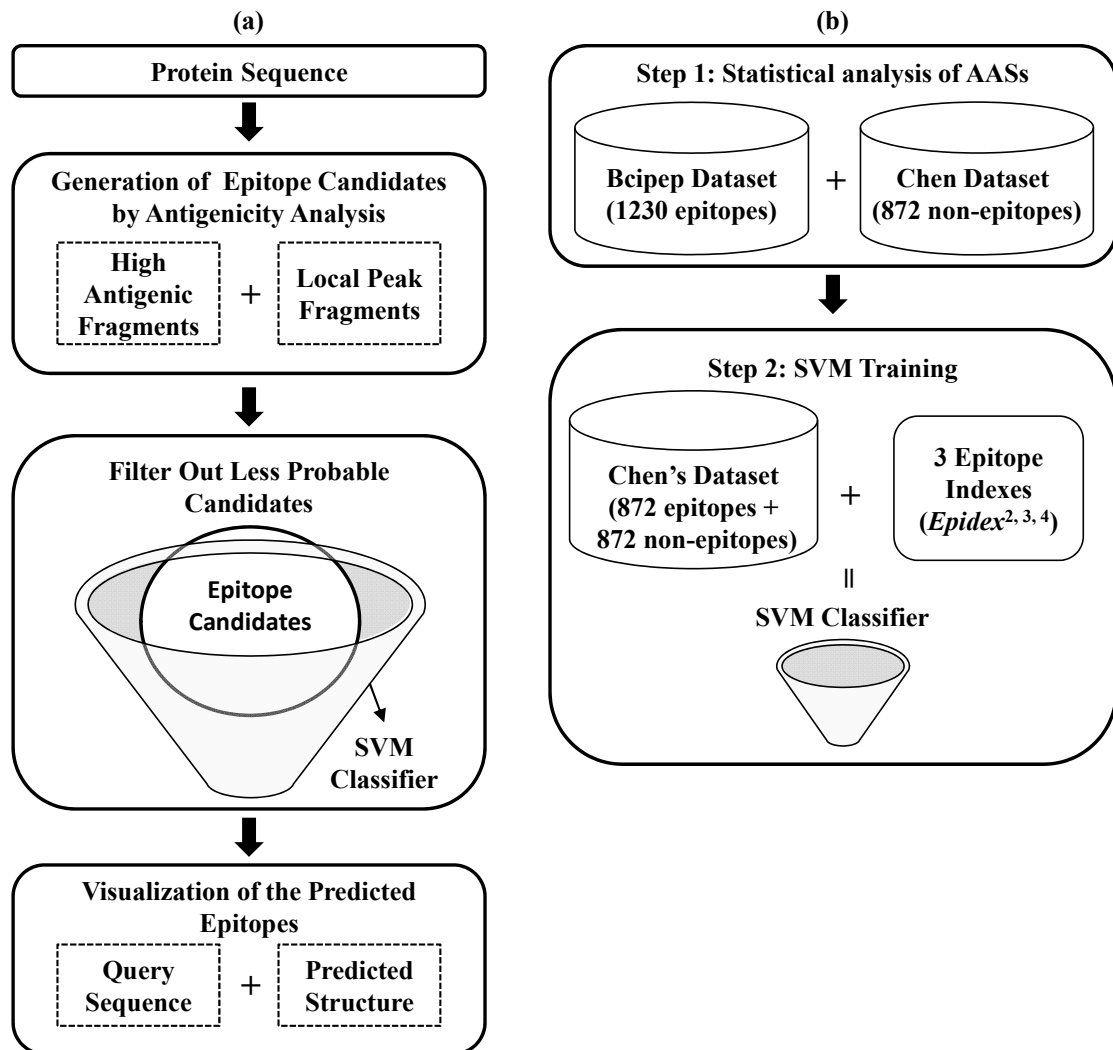 (a)
Protein Sequence
Generation of Epitope Candidates
by Antigenicity Analysis
High
Antigenic
Fragments
+
Local Peak
Fragments
Filter Out Less Probable
Candidates
Epitope
Candidates
SVM
Classifier
Visualization of the Predicted
Epitopes
Query
Sequence
+
Predicted
Structure
(b)
Step 1: Statistical analysis of AASs
Bcipep Dataset
(1230 epitopes)
+
Chen Dataset
(872 non-epitopes)
Step 2: SVM Training
Chen's Dataset
(872 epitopes +
872 non-epitopes)
+
3 Epitope
Indexes
(Epidex², ³, ⁴)
=
SVM Classifier